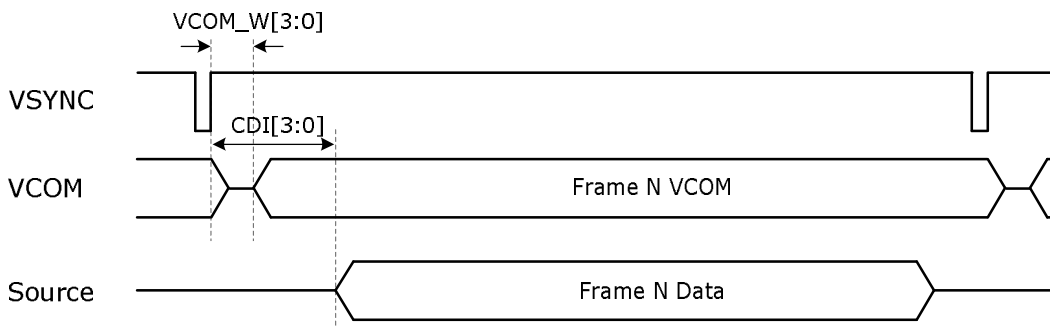 VCOM_W[3:0]
VSYNC
CDI[3:0]
VCOM
Frame N VCOM
Source
Frame N Data